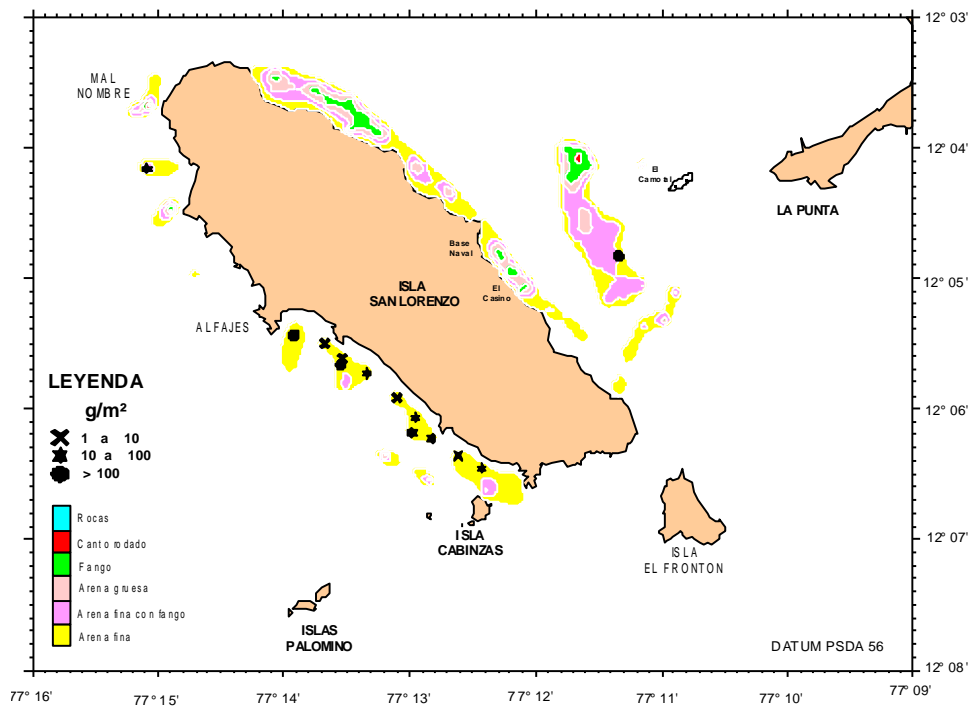 12° 03'
MAL
NOMBRE
12° 04'
El
Camotal
LA PUNTA
Base
Naval
ISLA
SAN LORENZO
El
Casino
12° 05'
ALFAJES
LEYENDA
g/m²
1 a 10
10 a 100
> 100
12° 06'
Rocas
Canto rodado
Fango
Arena gruesa
Arena fina con fango
Arena fina
ISLA
CABINZAS
12° 07'
ISLA
EL FRONTON
ISLAS
PALOMINO
DATUM PSDA 56
12° 08'
77° 16'
77° 15'
77° 14'
77° 13'
77° 12'
77° 11'
77° 10'
77° 09'